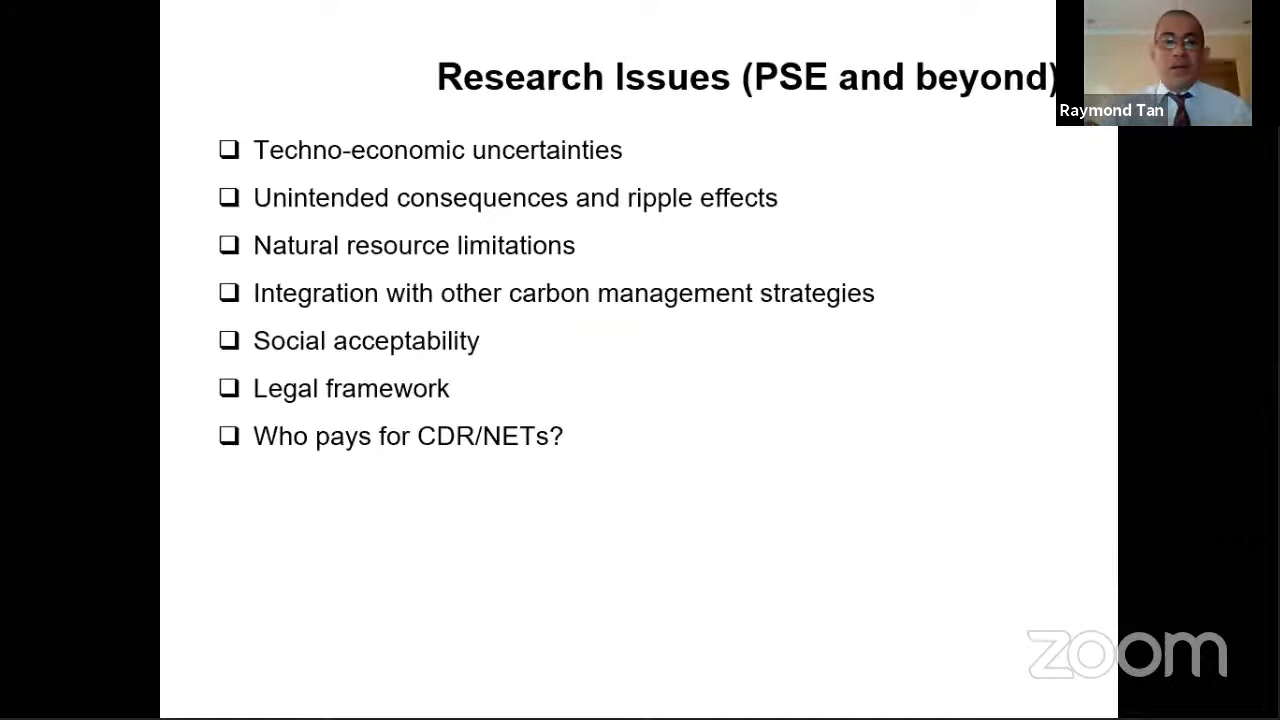 Research Issues (PSE and beyond)
Raymond Tan
❑ Techno-economic uncertainties
❑ Unintended consequences and ripple effects
❑ Natural resource limitations
❑ Integration with other carbon management strategies
❑ Social acceptability
❑ Legal framework
❑ Who pays for CDR/NETs?
zoom